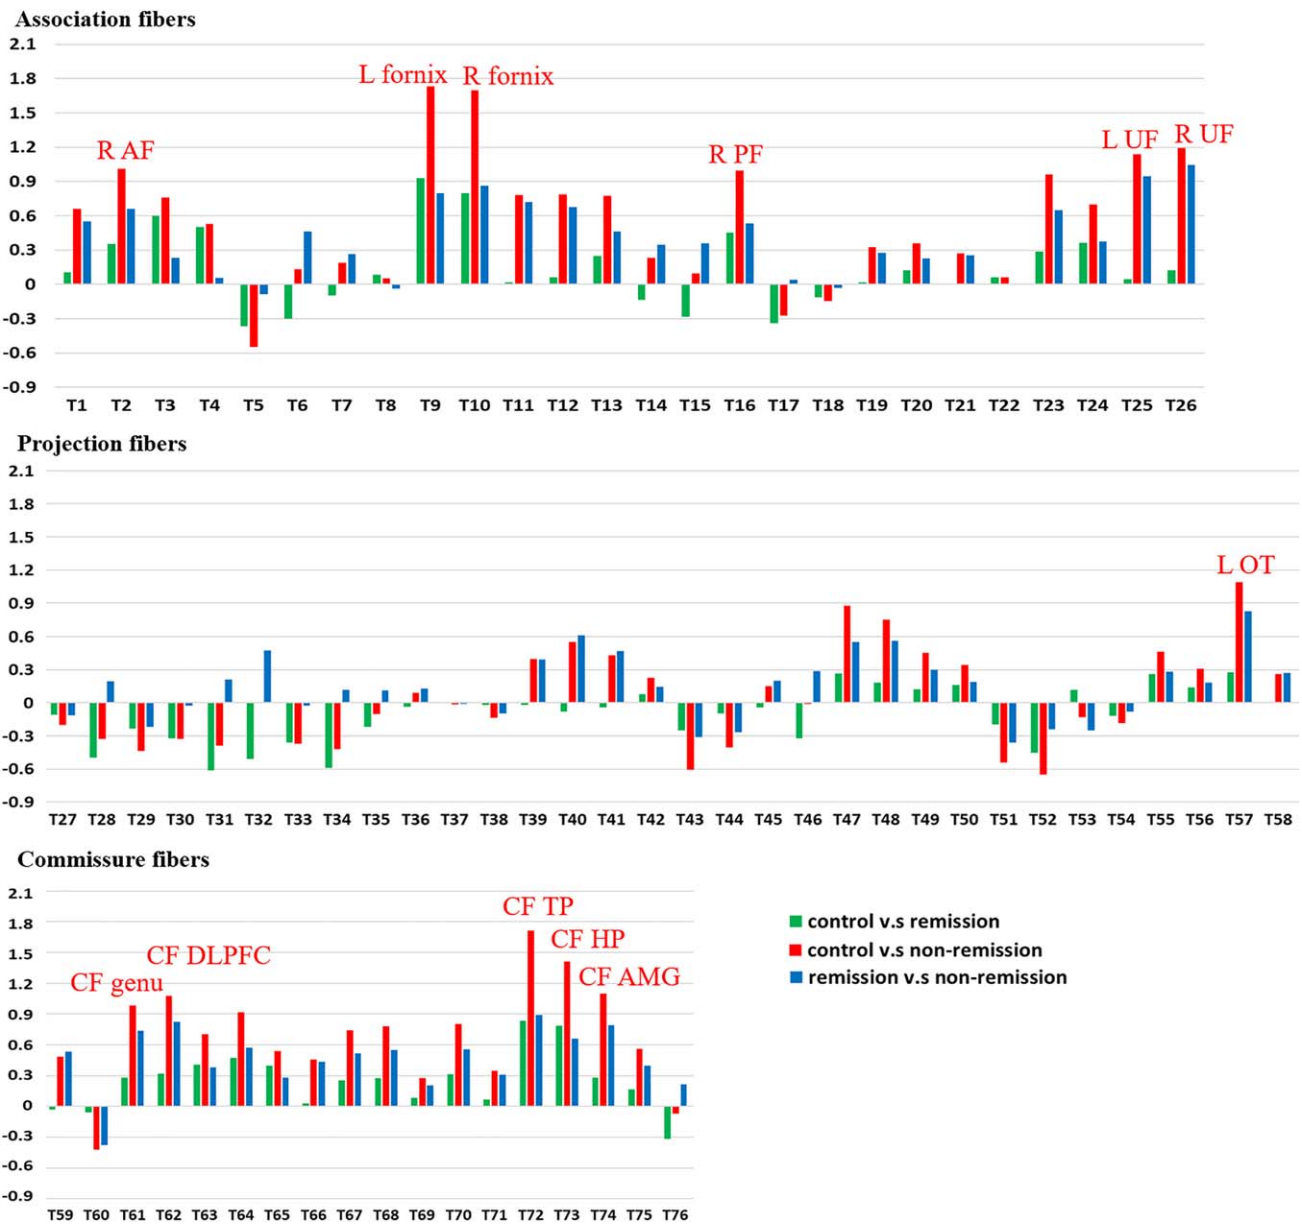 Association fibers
2.1
1.8
1.5
1.2
0.9
0.6
0.3
0
-0.3
-0.6
-0.9
L fornix R fornix
R AF
R PF
L UF R UF
T1 T2 T3 T4 T5 T6 T7 T8 T9 T10 T11 T12 T13 T14 T15 T16 T17 T18 T19 T20 T21 T22 T23 T24 T25 T26
Projection fibers
2.1
1.8
1.5
1.2
0.9
0.6
0.3
0
-0.3
-0.6
-0.9
L OT
T27 T28 T29 T30 T31 T32 T33 T34 T35 T36 T37 T38 T39 T40 T41 T42 T43 T44 T45 T46 T47 T48 T49 T50 T51 T52 T53 T54 T55 T56 T57 T58
Commissure fibers
2.1
1.8
1.5
1.2
0.9
0.6
0.3
0
-0.3
-0.6
-0.9
CF TP
CF HP
CF DLPFC
CF AMG
CF genu
T59 T60 T61 T62 T63 T64 T65 T66 T67 T68 T69 T70 T71 T72 T73 T74 T75 T76
control v.s remission
control v.s non-remission
remission v.s non-remission